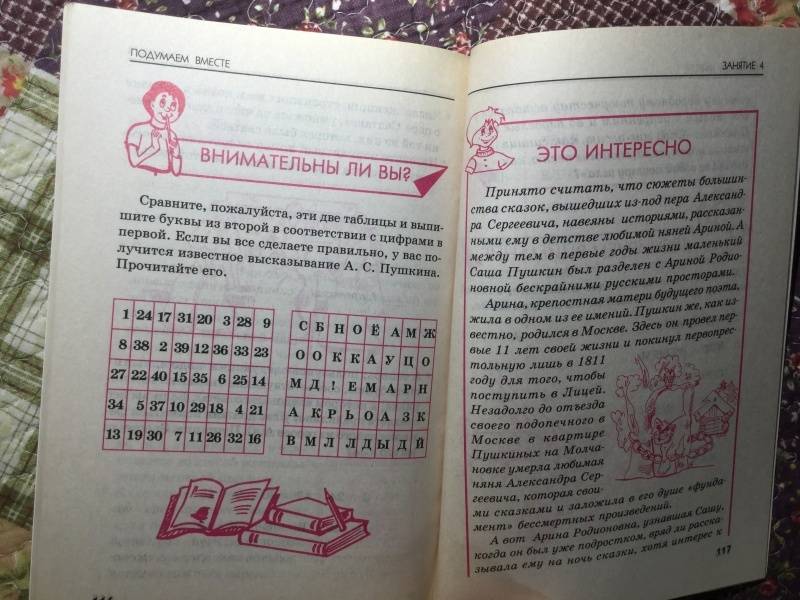 ПОДУМАЕМ ВМЕСТЕ
ВНИМАТЕЛЬНЫ ЛИ ВЫ?
Сравните, пожалуйста, эти две таблицы и выпи-
шите буквы из второй в соответствии с цифрами в
первой. Если вы все сделаете правильно, у вас по-
лучится известное высказывание А. С. Пушкина.
Прочитайте его.
1 24 17 31 20 3 28 9
8 38 2 39 12 36 33 23
27 22 40 15 35 6 25 14
34 5 37 10 29 18 4 21
13 19 30 7 11 26 32 16
С Б Н О Ё А М Ж
О О К К А У Ц О
М Д ! Е М А Р Н
А К Р Ь О А З К
В М Л Л Д Ы Д Й
ЗАНЯТИЕ 4
ЭТО ИНТЕРЕСНО
Принято считать, что сюжеты большин-
ства сказок, вышедших из-под пера Александ-
ра Сергеевича, навеяны историями, рассказан-
ными ему в детстве любимой няней Ариной. А
между тем в первые годы жизни маленький
Саша Пушкин был разделен с Ариной Родио-
новной бескрайними русскими просторами.
Арина, крепостная матери будущего поэта,
жила в одном из ее имений. Пушкин же, как из-
вестно, родился в Москве. Здесь он провел пер-
вые 11 лет своей жизни и покинул первопрес-
тольную лишь в 1811
году для того, чтобы
поступить в Лицей.
Незадолго до отъезда
своего подопечного в
Москве в квартире
Пушкиных на Молча-
новке умерла любимая
няня Александра Сер-
геевича, которая свои-
ми сказками и заложила в его душе «фунда-
мент» бессмертных произведений.
А вот Арина Родионовна, узнавшая Сашу,
когда он был уже подростком, вряд ли расска-
зывала ему на ночь сказки, хотя интерес к
117